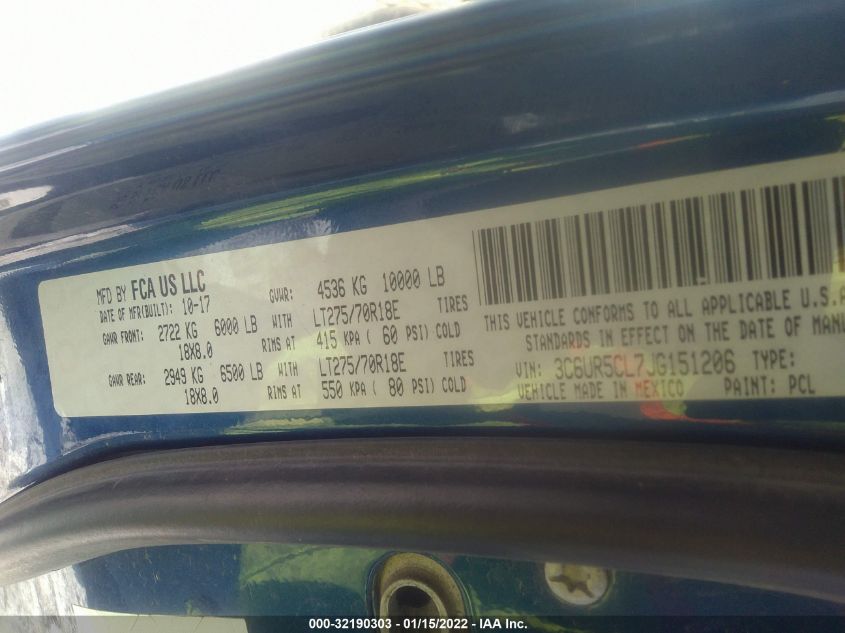 MFD BY FCA US LLC
DATE OF MFR(BUILT): 10-17 GVWR: 4536 KG 10000 LB
GAWR FRONT: 2722 KG 6000 LB WITH LT275/70R18E TIRES
18X8.0 RIMS AT 415 KPA ( 60 PSI) COLD
GAWR REAR: 2949 KG 6500 LB WITH LT275/70R18E TIRES
18X8.0 RIMS AT 550 KPA ( 80 PSI) COLD
THIS VEHICLE CONFORMS TO ALL APPLICABLE U.S.A
STANDARDS IN EFFECT ON THE DATE OF MANU
VIN: 3C6UR5CL7JG151206 TYPE:
VEHICLE MADE IN MEXICO PAINT: PCL
000-32190303 - 01/15/2022 - IAA Inc.